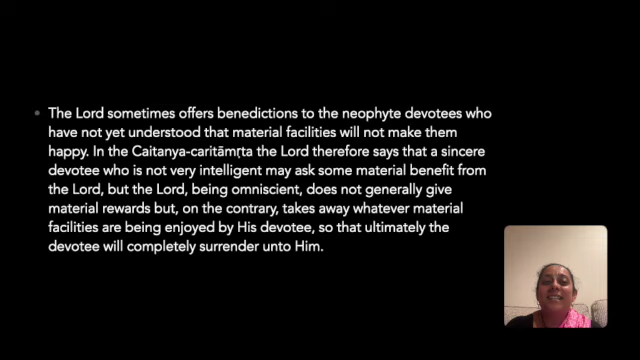 • The Lord sometimes offers benedictions to the neophyte devotees who
have not yet understood that material facilities will not make them
happy. In the Caitanya-caritāmṛta the Lord therefore says that a sincere
devotee who is not very intelligent may ask some material benefit from
the Lord, but the Lord, being omniscient, does not generally give
material rewards but, on the contrary, takes away whatever material
facilities are being enjoyed by His devotee, so that ultimately the
devotee will completely surrender unto Him.